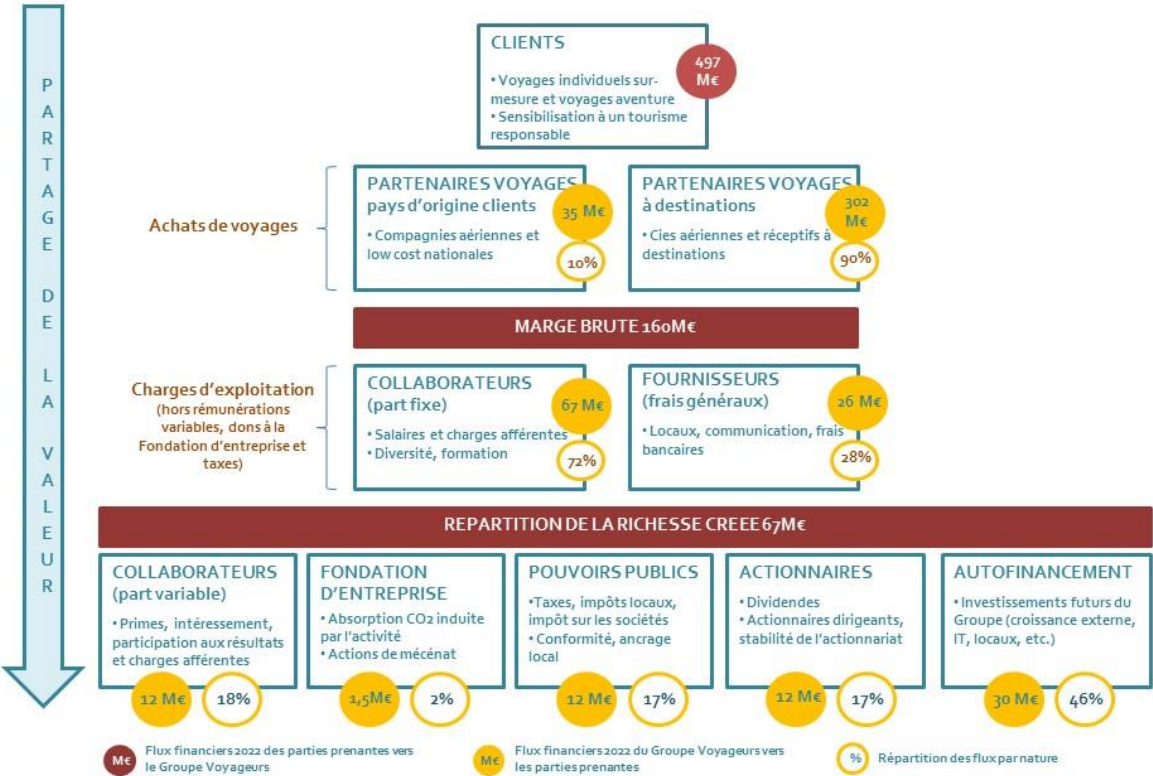 PARTAGE DE LA VALEUR
CLIENTS
497
M€
• Voyages individuels sur-
mesure et voyages aventure
• Sensibilisation à un tourisme
responsable
Achats de voyages
PARTENAIRES VOYAGES
pays d'origine clients
35 M€
• Compagnies aériennes et
low cost nationales
10%
PARTENAIRES VOYAGES
à destinations
302
M€
• Cies aériennes et réceptifs à
destinations
90%
MARGE BRUTE 160M€
Charges d'exploitation
(hors rémunérations
variables, dons à la
Fondation d'entreprise et
taxes)
COLLABORATEURS
(part fixe)
67 M€
• Salaires et charges afférentes
• Diversité, formation
72%
FOURNISSEURS
(frais généraux)
26 M€
• Locaux, communication, frais
bancaires
28%
REPARTITION DE LA RICHESSE CREEE 67M€
COLLABORATEURS
(part variable)
• Primes, intéressement,
participation aux résultats
et charges afférentes
12 M€
18%
FONDATION
D'ENTREPRISE
• Absorption CO2 induite
par l'activité
• Actions de mécénat
1,5M€
2%
POUVOIRS PUBLICS
•Taxes, impôts locaux,
impôt sur les sociétés
• Conformité, ancrage
local
12 M€
17%
ACTIONNAIRES
• Dividendes
• Actionnaires dirigeants,
stabilité de l'actionnariat
12 M€
17%
AUTOFINANCEMENT
• Investissements futurs du
Groupe (croissance externe,
IT, locaux, etc.)
30 M€
46%
M€
Flux financiers 2022 des parties prenantes vers
le Groupe Voyageurs
M€
Flux financiers 2022 du Groupe Voyageurs vers
les parties prenantes
%
Répartition des flux par nature